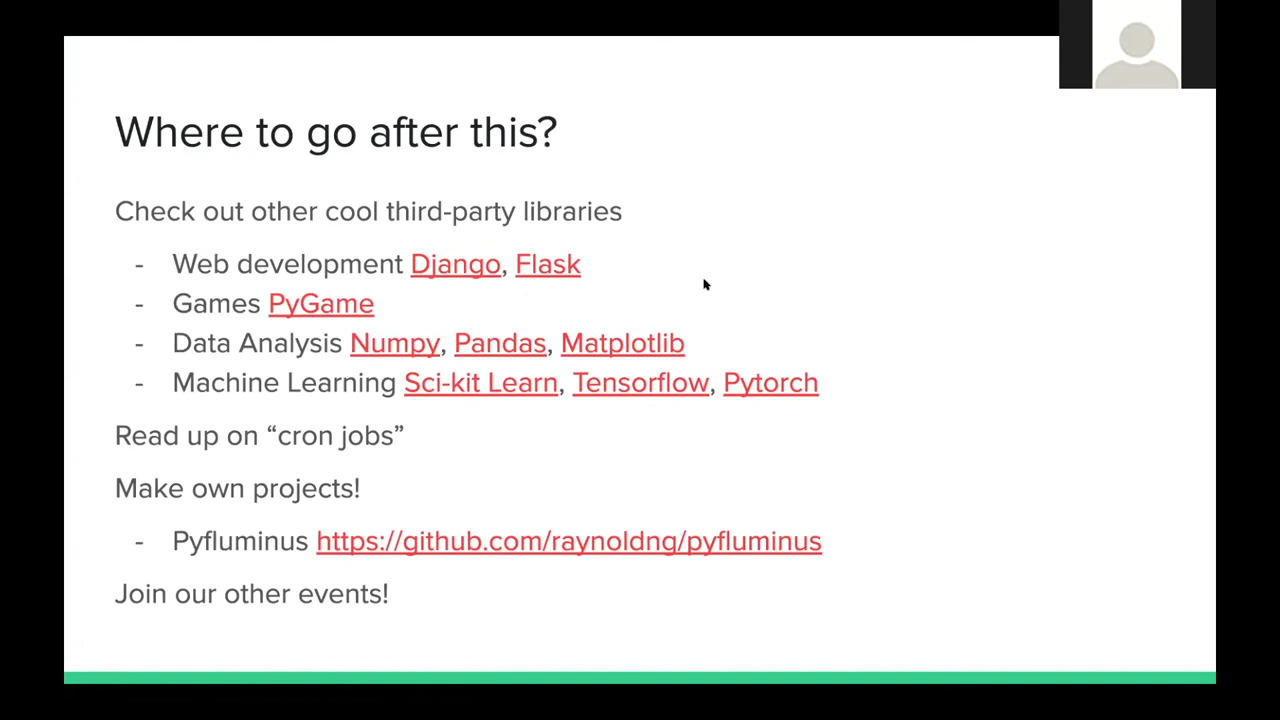 Where to go after this?
Check out other cool third-party libraries
- Web development Django, Flask
- Games PyGame
- Data Analysis Numpy, Pandas, Matplotlib
- Machine Learning Sci-kit Learn, Tensorflow, Pytorch
Read up on “cron jobs”
Make own projects!
- Pyfluminus https://github.com/raynoldng/pyfluminus
Join our other events!